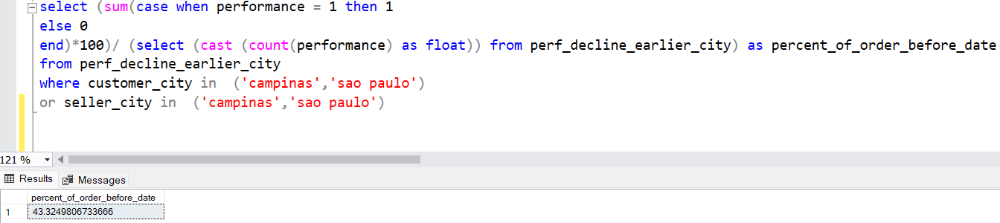 select (sum(case when performance = 1 then 1
else 0
end)*100)/ (select (cast (count(performance) as float)) from perf_decline_earlier_city) as percent_of_order_before_date
from perf_decline_earlier_city
where customer_city in  ('campinas','sao paulo')
or seller_city in  ('campinas','sao paulo')
121 %
Results Messages
percent_of_order_before_date
1 43.3249806733666